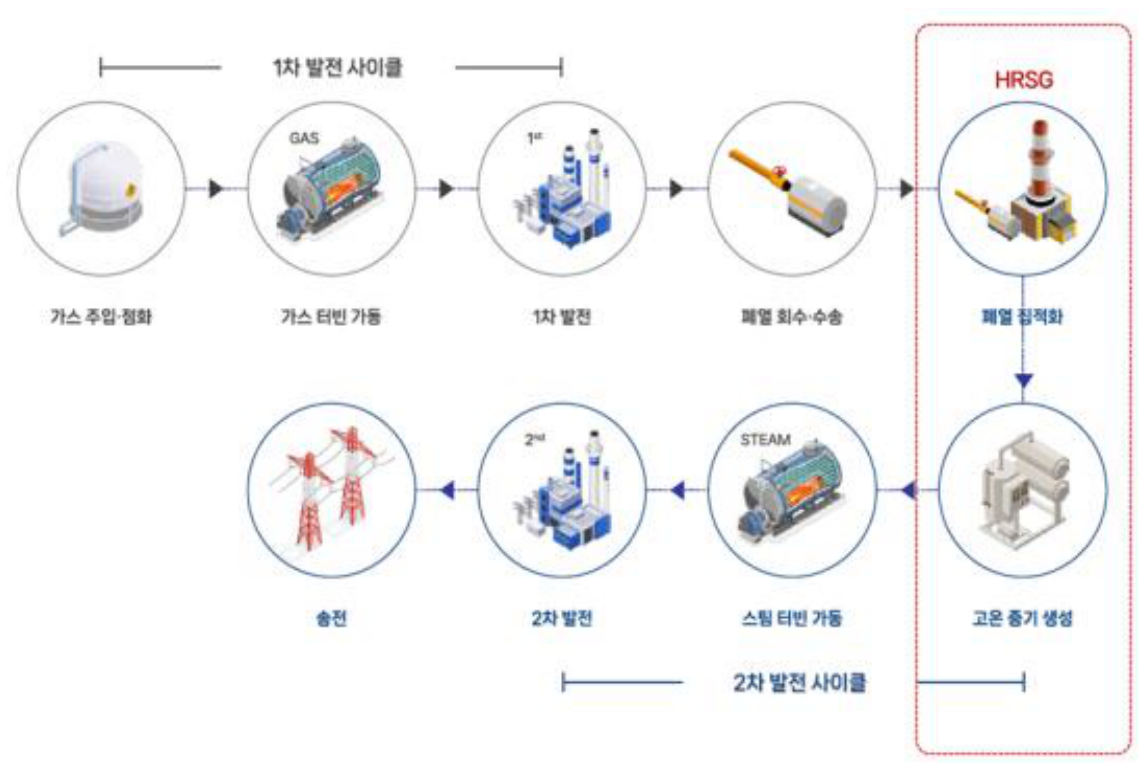 1차 발전 사이클
HRSG
GAS
1st
가스 주입·점화
가스 터빈 가동
1차 발전
폐열 회수·수송
폐열 집적화
2nd
STEAM
송전
2차 발전
스팀 터빈 가동
고온 증기 생성
2차 발전 사이클